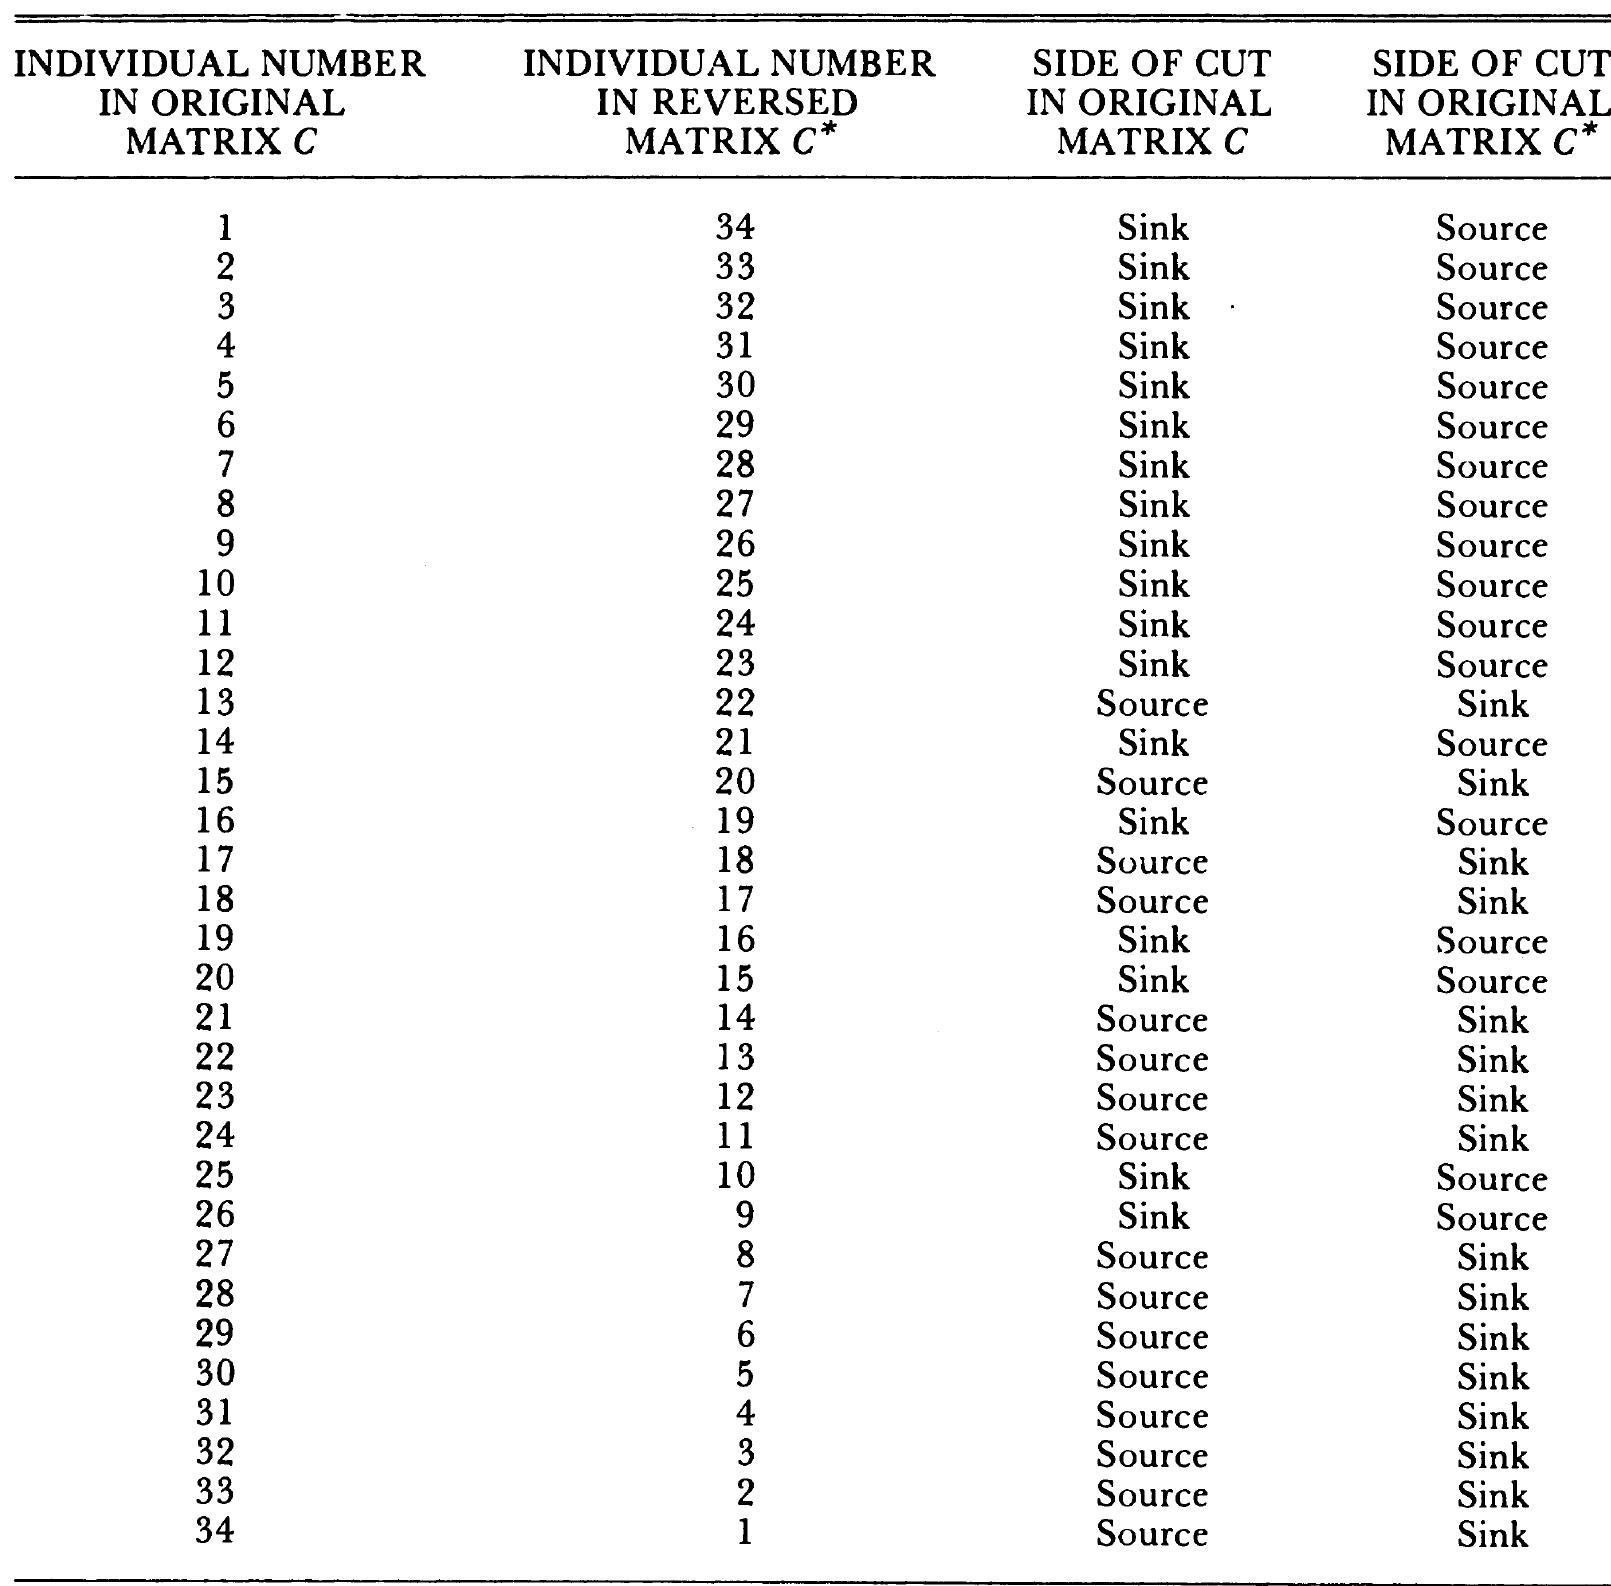 INDIVIDUAL NUMBER INDIVIDUAL NUMBER SIDE OF CUT SIDE OF CUT
IN ORIGINAL IN REVERSED IN ORIGINAL IN ORIGINAL
MATRIX C MATRIX C* MATRIX C MATRIX C*
1 34 Sink Source
2 33 Sink Source
3 32 Sink Source
4 31 Sink Source
5 30 Sink Source
6 29 Sink Source
7 28 Sink Source
8 27 Sink Source
9 26 Sink Source
10 25 Sink Source
11 24 Sink Source
12 23 Sink Source
13 22 Source Sink
14 21 Sink Source
15 20 Source Sink
16 19 Sink Source
17 18 Source Sink
18 17 Source Sink
19 16 Sink Source
20 15 Sink Source
21 14 Source Sink
22 13 Source Sink
23 12 Source Sink
24 11 Source Sink
25 10 Sink Source
26 9 Sink Source
27 8 Source Sink
28 7 Source Sink
29 6 Source Sink
30 5 Source Sink
31 4 Source Sink
32 3 Source Sink
33 2 Source Sink
34 1 Source Sink